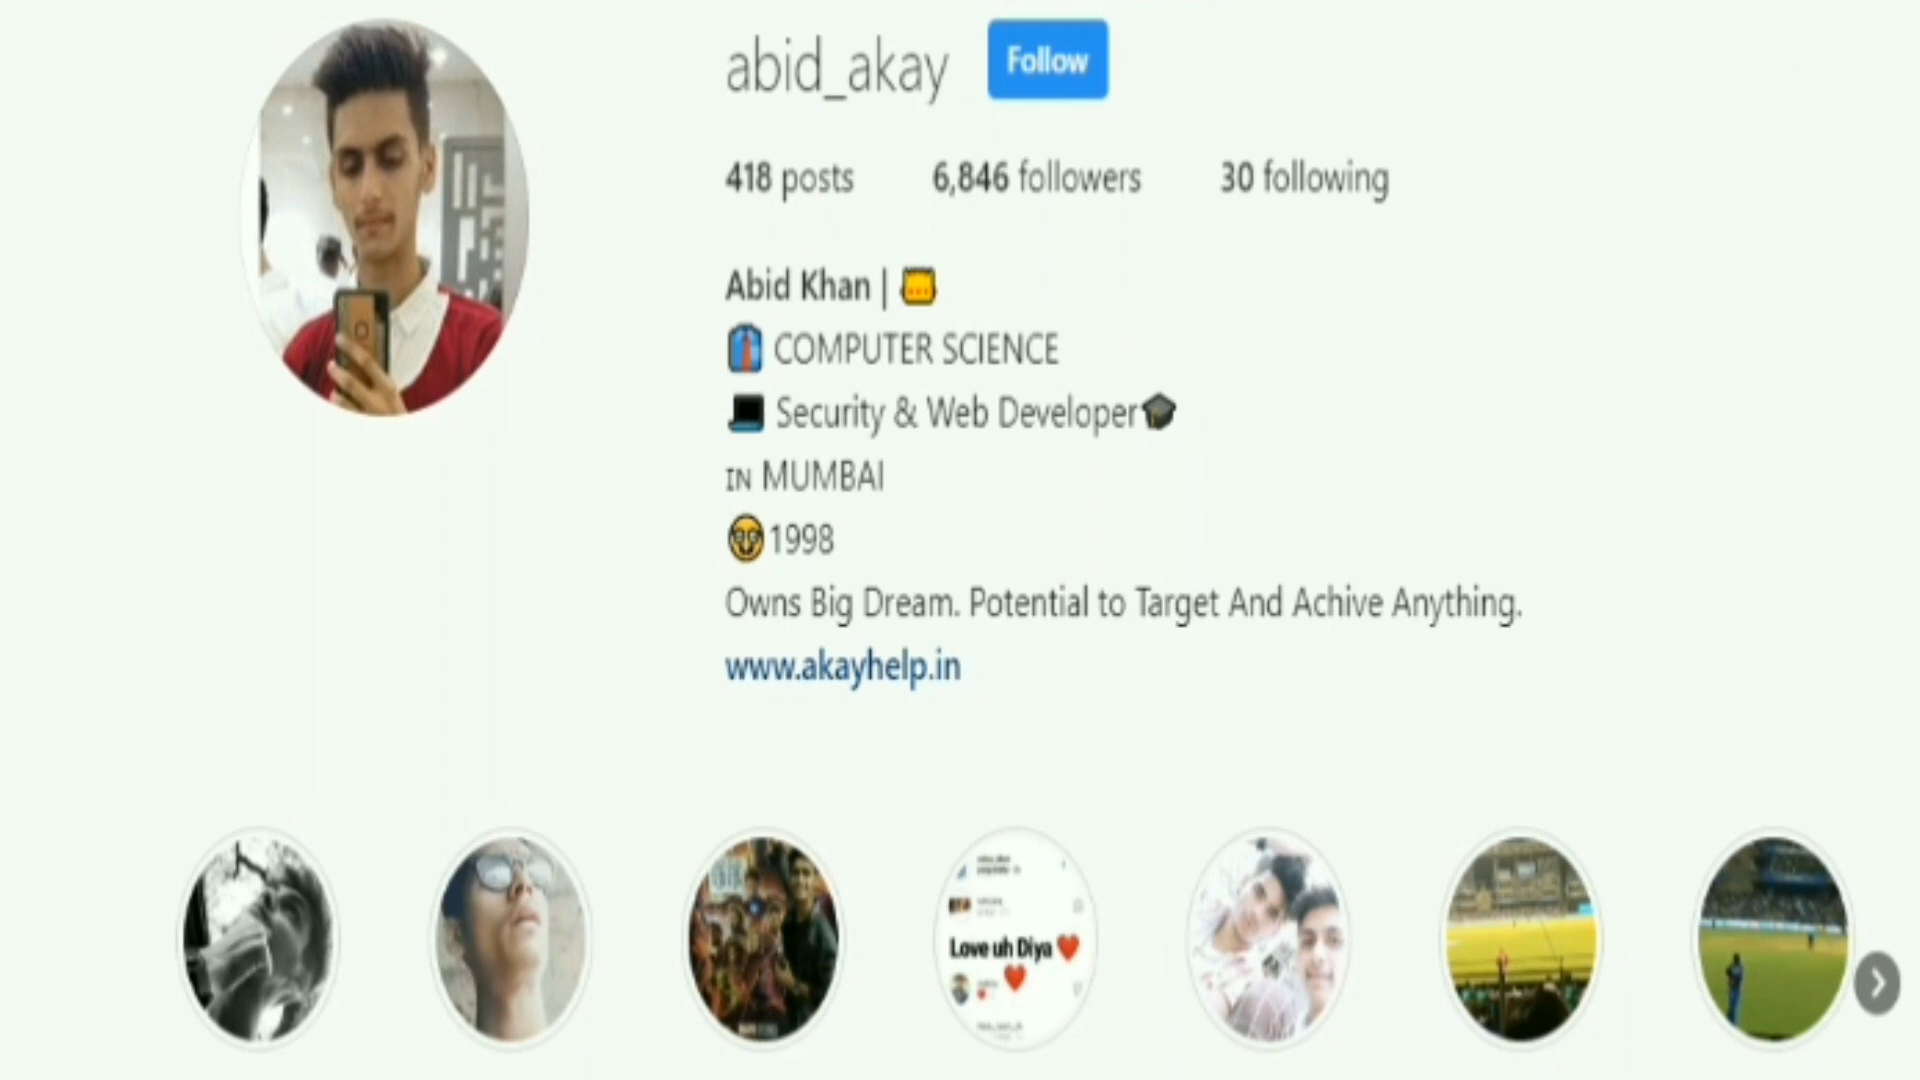 abid_akay Follow
418 posts 6,846 followers 30 following
Abid Khan |
COMPUTER SCIENCE
Security & Web Developer
IN MUMBAI
1998
Owns Big Dream. Potential to Target And Achive Anything.
www.akayhelp.in
Love uh Diya